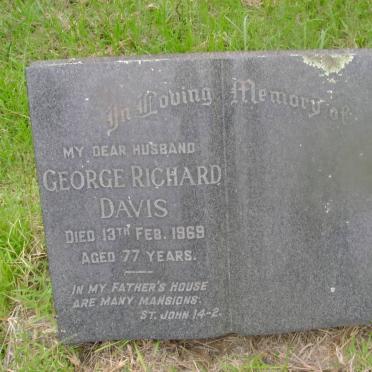 In Loving Memory of
MY DEAR HUSBAND
GEORGE RICHARD
DAVIS
DIED 13TH FEB. 1969
AGED 77 YEARS.
IN MY FATHER'S HOUSE
ARE MANY MANSIONS.
ST. JOHN 14-2.